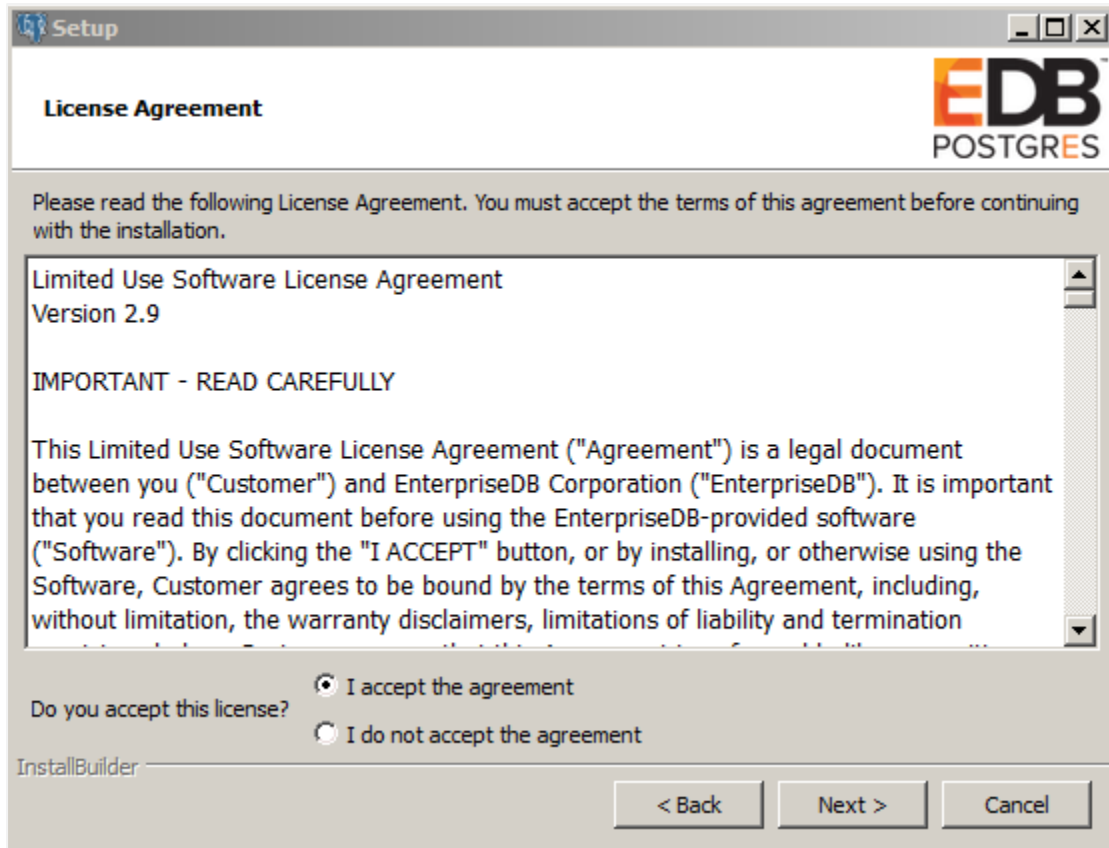 Setup
License Agreement
EDB
POSTGRES
Please read the following License Agreement. You must accept the terms of this agreement before continuing
with the installation.
Limited Use Software License Agreement
Version 2.9
IMPORTANT - READ CAREFULLY
This Limited Use Software License Agreement ("Agreement") is a legal document
between you ("Customer") and EnterpriseDB Corporation ("EnterpriseDB"). It is important
that you read this document before using the EnterpriseDB-provided software
("Software"). By clicking the "I ACCEPT" button, or by installing, or otherwise using the
Software, Customer agrees to be bound by the terms of this Agreement, including,
without limitation, the warranty disclaimers, limitations of liability and termination
Do you accept this license?
I accept the agreement
I do not accept the agreement
InstallBuilder
< Back
Next >
Cancel